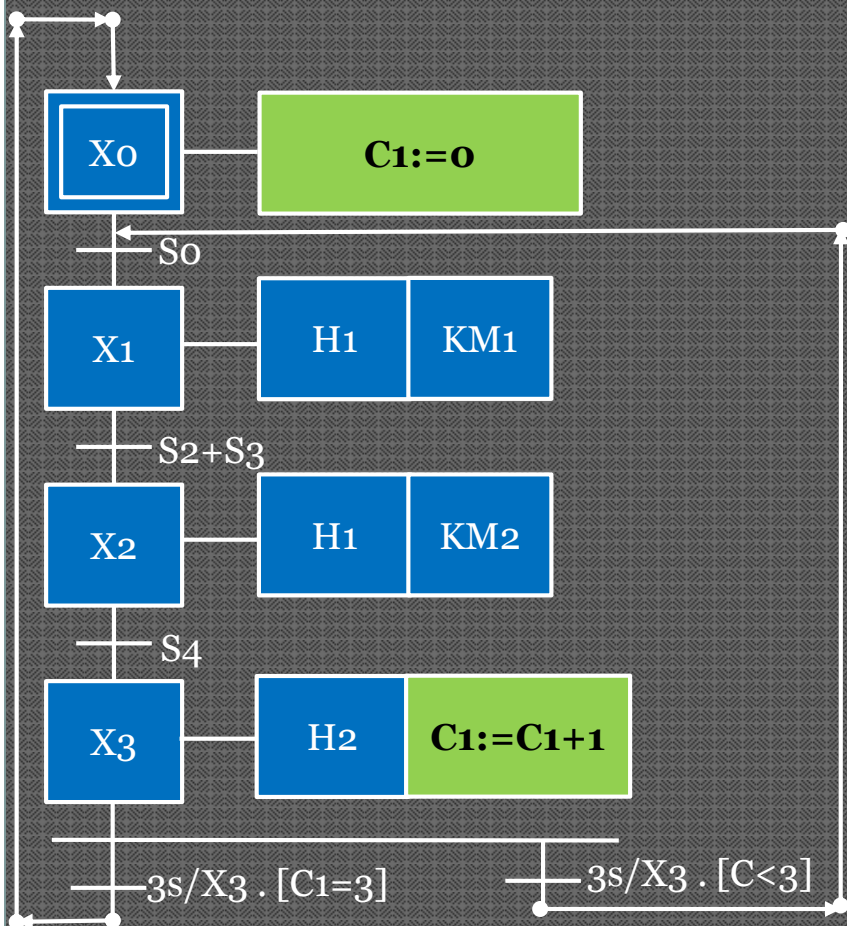 X0
C1:=0
S0
X1
H1
KM1
S2+S3
X2
H1
KM2
S4
X3
H2
C1:=C1+1
3s/X3 . [C1=3]
3s/X3 . [C<3]